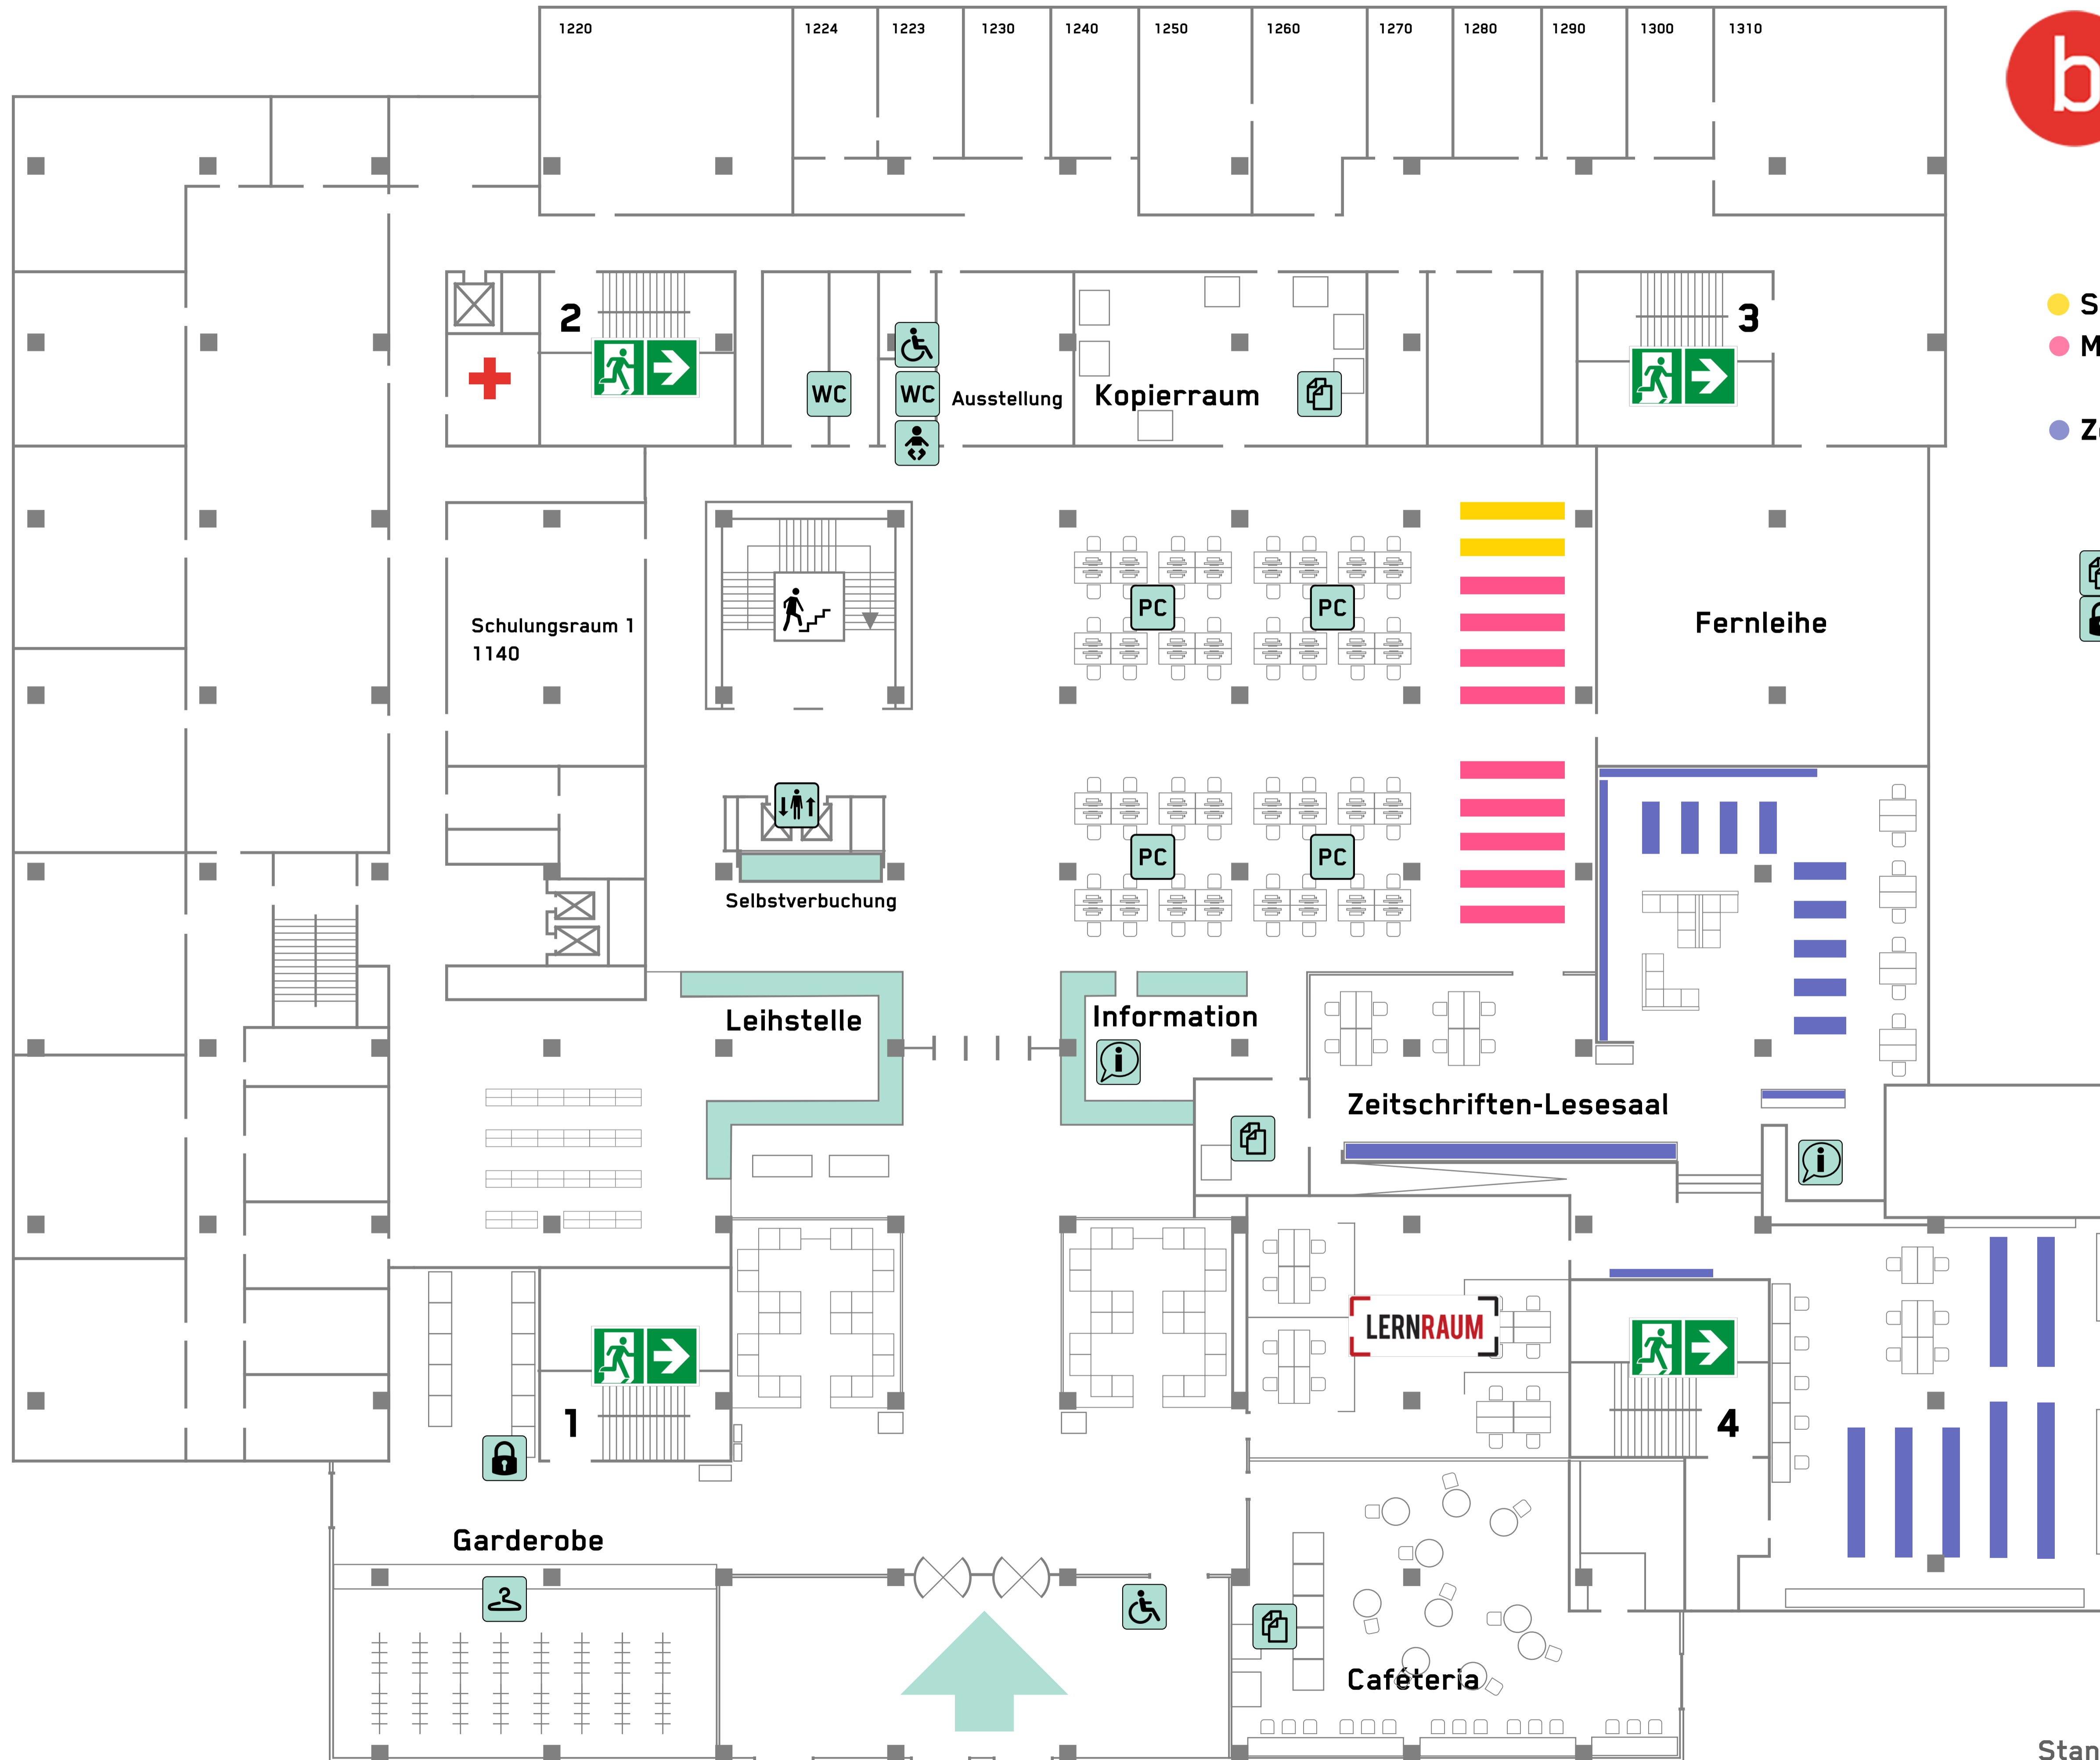 1220 1224 1223 1230 1240 1250 1260 1270 1280 1290 1300 1310
b
2
3
WC
WC
Ausstellung
Kopierraum
Schulungsraum 1
1140
PC
PC
Fernleihe
PC
PC
Selbstverbuchung
Leihstelle
Information
i
Zeitschriften-Lesesaal
i
LERNRAUM
1
4
Garderobe
Caféteria